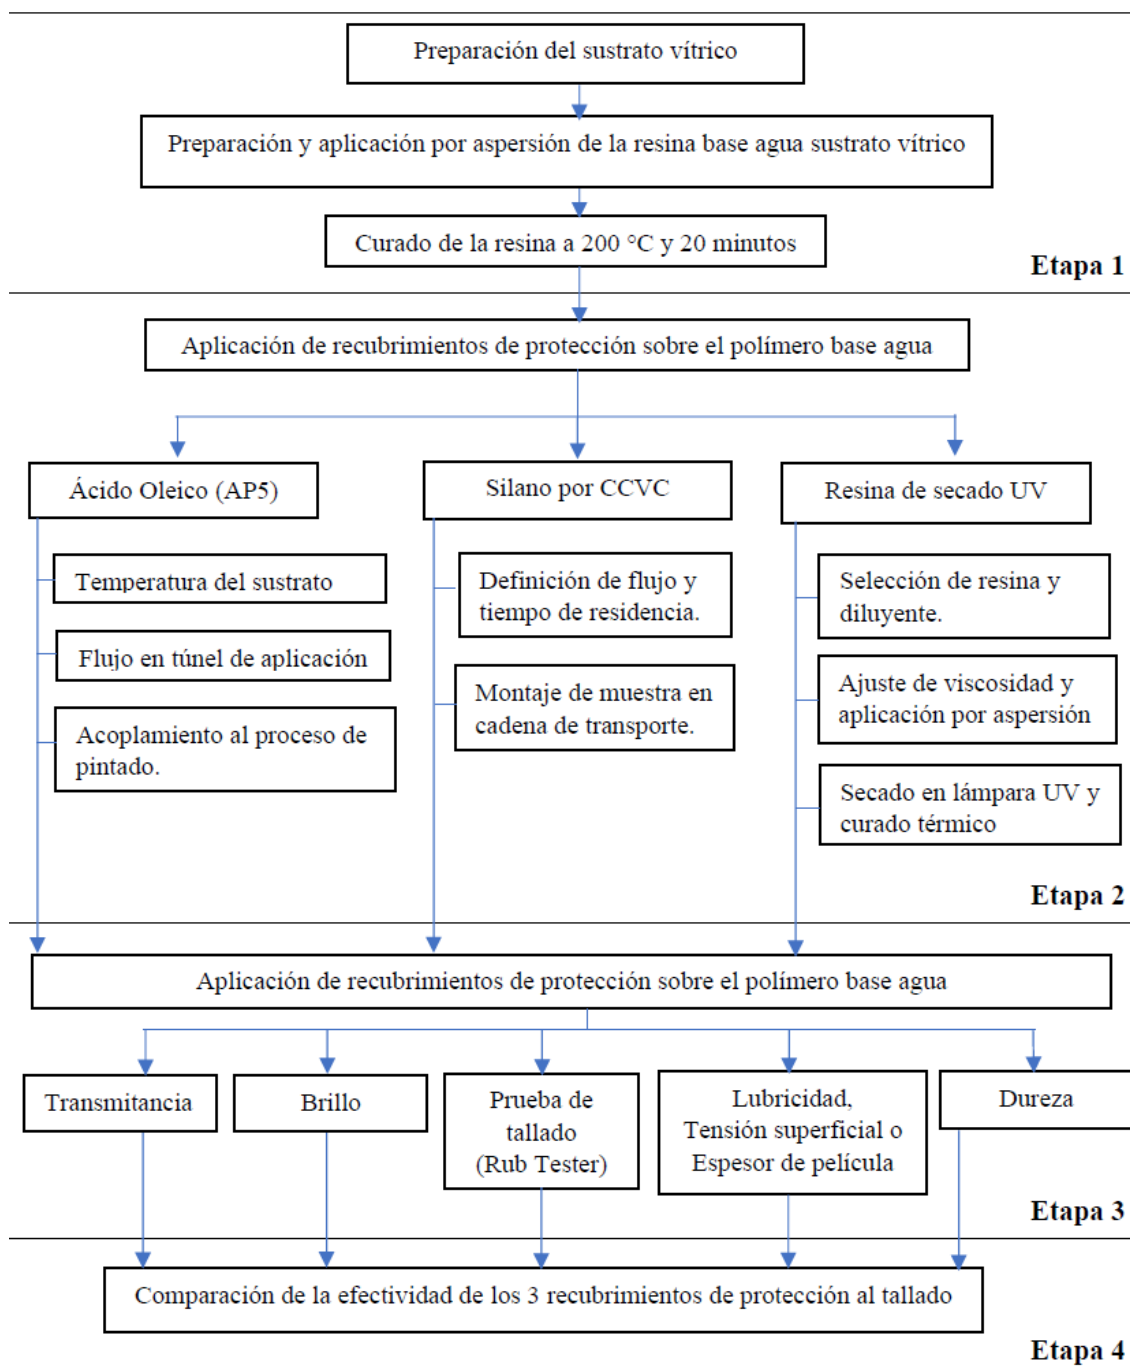 Preparación del sustrato vítrico
Preparación y aplicación por aspersión de la resina base agua sustrato vítrico
Curado de la resina a 200 °C y 20 minutos
Etapa 1
Aplicación de recubrimientos de protección sobre el polímero base agua
Ácido Oleico (AP5)
Temperatura del sustrato
Flujo en túnel de aplicación
Acoplamiento al proceso de
pintado.
Silano por CCVC
Definición de flujo y
tiempo de residencia.
Montaje de muestra en
cadena de transporte.
Resina de secado UV
Selección de resina y
diluyente.
Ajuste de viscosidad y
aplicación por aspersión
Secado en lámpara UV y
curado térmico
Etapa 2
Aplicación de recubrimientos de protección sobre el polímero base agua
Transmitancia
Brillo
Prueba de
tallado
(Rub Tester)
Lubricidad,
Tensión superficial o
Espesor de película
Dureza
Etapa 3
Comparación de la efectividad de los 3 recubrimientos de protección al tallado
Etapa 4